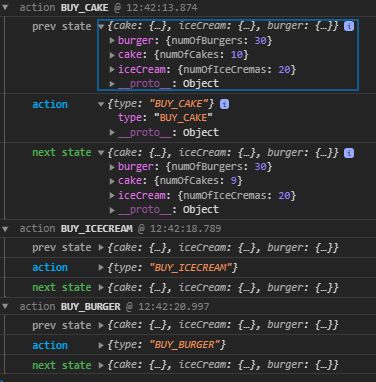 ▼ action BUY_CAKE @ 12:42:13.874
prev state ▼{cake: {…}, iceCream: {…}, burger: {…}} i
▶ burger: {numOfBurgers: 30}
▶ cake: {numOfCakes: 10}
▶ iceCream: {numOfIceCremas: 20}
▶ __proto__: Object
action ▼{type: "BUY_CAKE"} i
type: "BUY_CAKE"
▶ __proto__: Object
next state ▼{cake: {…}, iceCream: {…}, burger: {…}} i
▶ burger: {numOfBurgers: 30}
▶ cake: {numOfCakes: 9}
▶ iceCream: {numOfIceCremas: 20}
▶ __proto__: Object
▼ action BUY_ICECREAM @ 12:42:18.789
prev state ▶{cake: {…}, iceCream: {…}, burger: {…}}
action ▶{type: "BUY_ICECREAM"}
next state ▶{cake: {…}, iceCream: {…}, burger: {…}}
▼ action BUY_BURGER @ 12:42:20.997
prev state ▶{cake: {…}, iceCream: {…}, burger: {…}}
action ▶{type: "BUY_BURGER"}
next state ▶{cake: {…}, iceCream: {…}, burger: {…}}